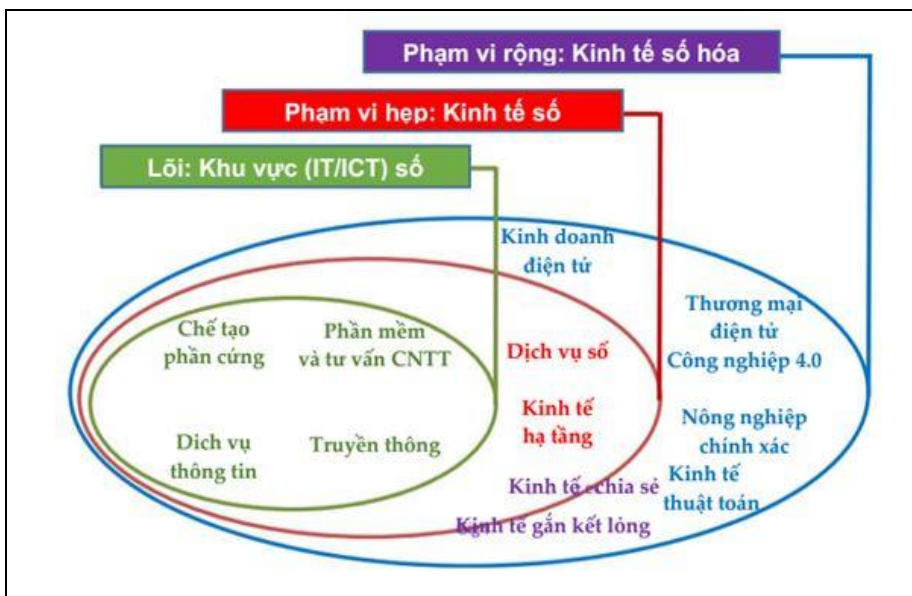 Phạm vi rộng: Kinh tế số hóa
Phạm vi hẹp: Kinh tế số
Lõi: Khu vực (IT/ICT) số
Kinh doanh
điện tử
Chế tạo
phần cứng
Phần mềm
và tư vấn CNTT
Dịch vụ số
Thương mại
điện tử
Công nghiệp 4.0
Dich vụ
thông tin
Truyền thông
Kinh tế
hạ tầng
Nông nghiệp
chính xác
Kinh tế chia sẻ
Kinh tế
thuật toán
Kinh tế gắn kết lỏng